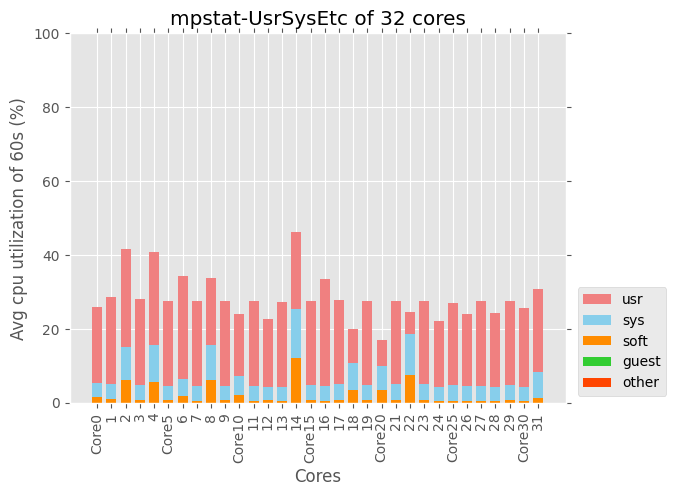 mpstat-UsrSysEtc of 32 cores
Avg cpu utilization of 60s (%)
100
80
60
40
20
0
Core0
1
2
3
4
Core5
6
7
8
9
Core10
11
12
13
14
Core15
16
17
18
19
Core20
21
22
23
24
Core25
26
27
28
29
Core30
31
Cores
usr
sys
soft
guest
other